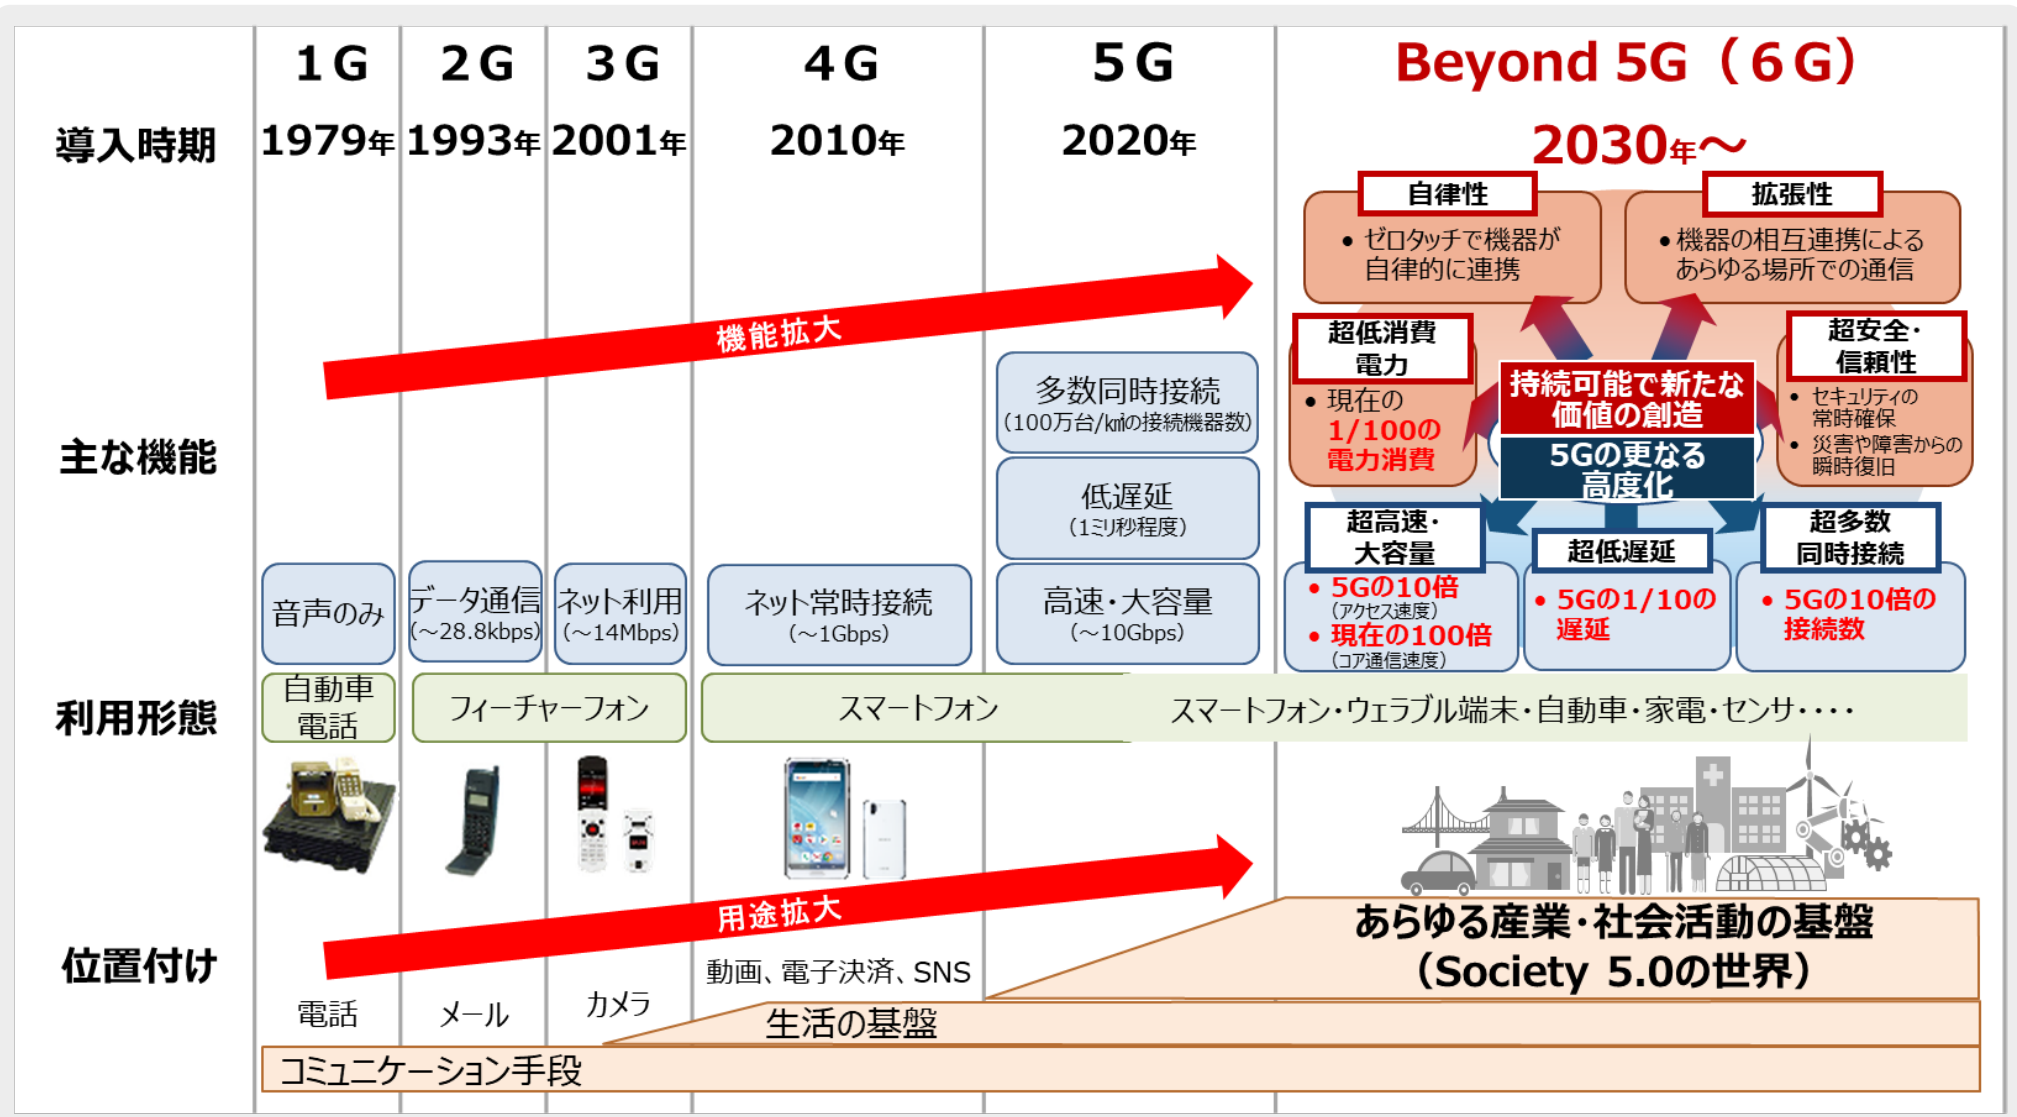 1G 2G 3G 4G 5G Beyond 5G（6G）
導入時期 1979年 1993年 2001年 2010年 2020年 2030年～
自律性
• ゼロタッチで機器が
自律的に連携
拡張性
• 機器の相互連携による
あらゆる場所での通信
機能拡大
主な機能
音声のみ
データ通信
(～28.8kbps)
ネット利用
(～14Mbps)
ネット常時接続
(～1Gbps)
多数同時接続
(100万台/㎢の接続機器数)
低遅延
(1ミリ秒程度)
高速・大容量
(～10Gbps)
超低消費
電力
• 現在の
1/100の
電力消費
持続可能で新たな
価値の創造
5Gの更なる
高度化
超安全・
信頼性
• セキュリティの
常時確保
• 災害や障害からの
瞬時復旧
超高速・
大容量
• 5Gの10倍
(アクセス速度)
• 現在の100倍
(コア通信速度)
超低遅延
• 5Gの1/10の
遅延
超多数
同時接続
• 5Gの10倍の
接続数
利用形態
自動車
電話
フィーチャーフォン
スマートフォン
スマートフォン・ウェラブル端末・自動車・家電・センサ・・・・
用途拡大
位置付け
電話
メール
カメラ
動画、電子決済、SNS
あらゆる産業・社会活動の基盤
（Society 5.0の世界）
生活の基盤
コミュニケーション手段